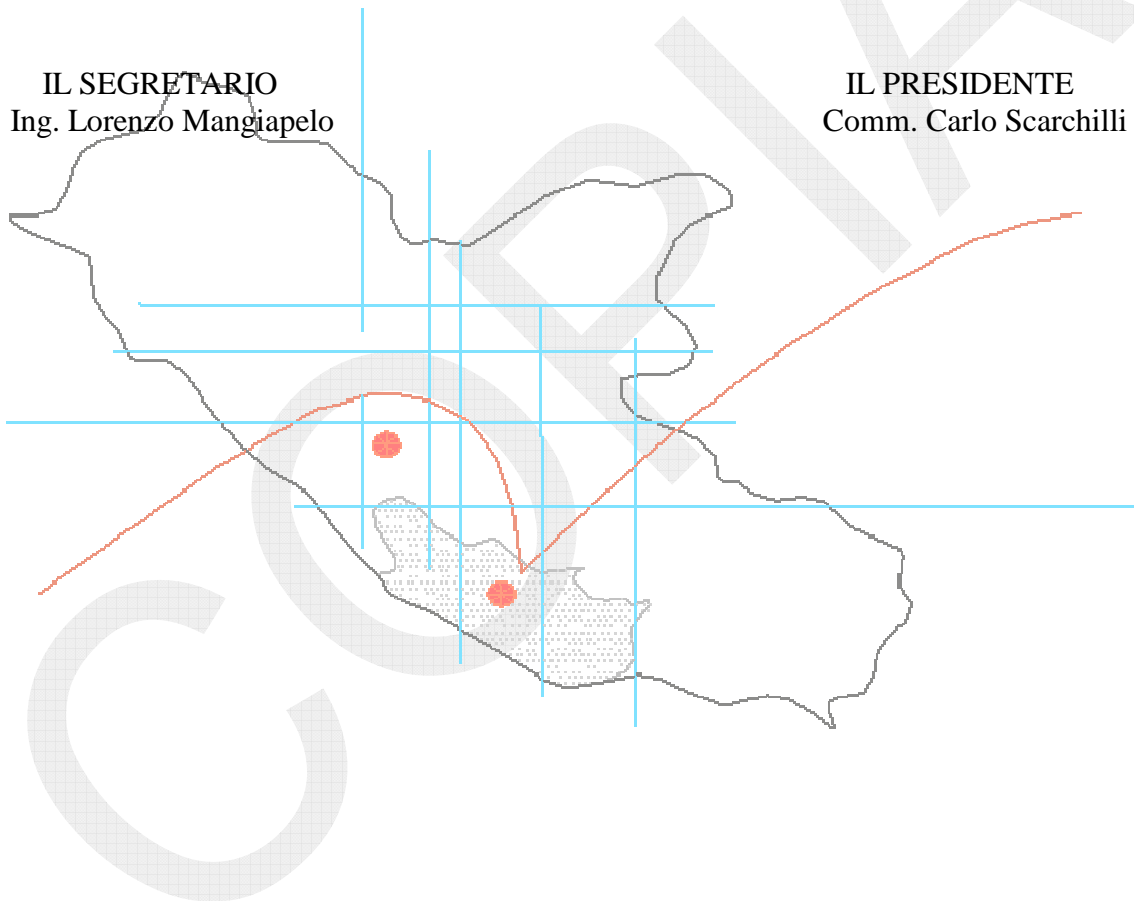 IL SEGRETARIO
Ing. Lorenzo Mangiapelo
IL PRESIDENTE
Comm. Carlo Scarchilli
COPIA